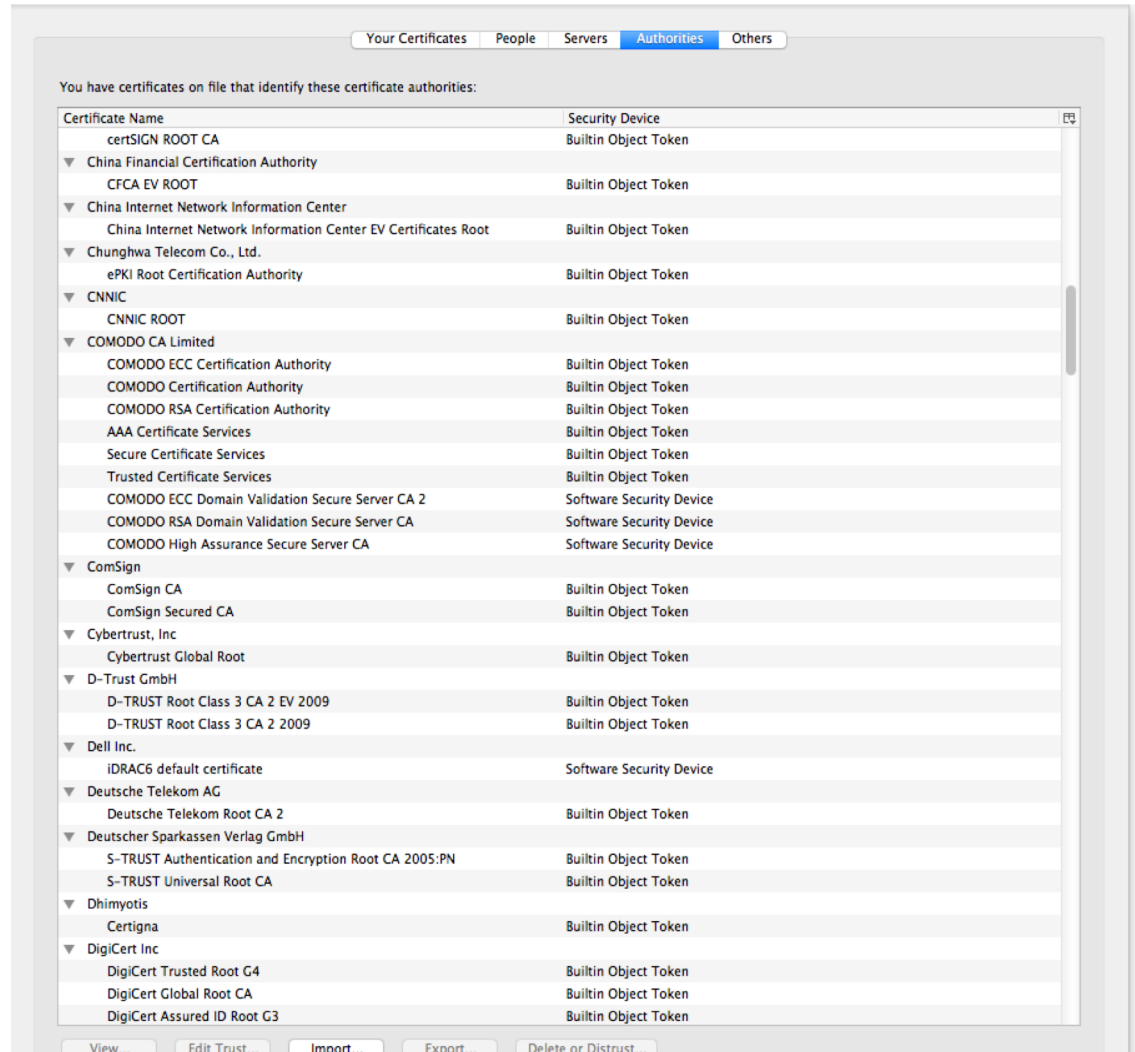 Your Certificates People Servers Authorities Others
You have certificates on file that identify these certificate authorities:
Certificate Name Security Device
certSIGN ROOT CA Builtin Object Token
China Financial Certification Authority
CFCA EV ROOT Builtin Object Token
China Internet Network Information Center
China Internet Network Information Center EV Certificates Root Builtin Object Token
Chunghwa Telecom Co., Ltd.
ePKI Root Certification Authority Builtin Object Token
CNNIC
CNNIC ROOT Builtin Object Token
COMODO CA Limited
COMODO ECC Certification Authority Builtin Object Token
COMODO Certification Authority Builtin Object Token
COMODO RSA Certification Authority Builtin Object Token
AAA Certificate Services Builtin Object Token
Secure Certificate Services Builtin Object Token
Trusted Certificate Services Builtin Object Token
COMODO ECC Domain Validation Secure Server CA 2 Software Security Device
COMODO RSA Domain Validation Secure Server CA Software Security Device
COMODO High Assurance Secure Server CA Software Security Device
ComSign
ComSign CA Builtin Object Token
ComSign Secured CA Builtin Object Token
Cybertrust, Inc
Cybertrust Global Root Builtin Object Token
D-Trust GmbH
D-TRUST Root Class 3 CA 2 EV 2009 Builtin Object Token
D-TRUST Root Class 3 CA 2 2009 Builtin Object Token
Dell Inc.
iDRAC6 default certificate Software Security Device
Deutsche Telekom AG
Deutsche Telekom Root CA 2 Builtin Object Token
Deutscher Sparkassen Verlag GmbH
S-TRUST Authentication and Encryption Root CA 2005:PN Builtin Object Token
S-TRUST Universal Root CA Builtin Object Token
Dhimyotis
Certigna Builtin Object Token
DigiCert Inc
DigiCert Trusted Root G4 Builtin Object Token
DigiCert Global Root CA Builtin Object Token
DigiCert Assured ID Root G3 Builtin Object Token
View... Edit Trust... Import... Export... Delete or Distrust...